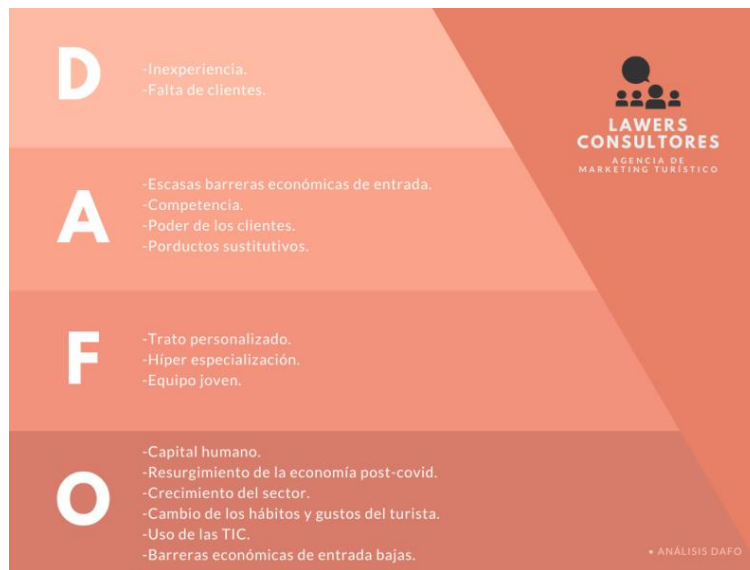 D
-Inexperiencia.
-Falta de clientes.
LAWERS
CONSULTORES
AGENCIA DE
MARKETING TURÍSTICO
A
-Escasas barreras económicas de entrada.
-Competencia.
-Poder de los clientes.
-Porductos sustitutivos.
F
-Trato personalizado.
-Híper especialización.
-Equipo joven.
O
-Capital humano.
-Resurgimiento de la economía post-covid.
-Crecimiento del sector.
-Cambio de los hábitos y gustos del turista.
-Uso de las TIC.
-Barreras económicas de entrada bajas.
• ANÁLISIS DAFO